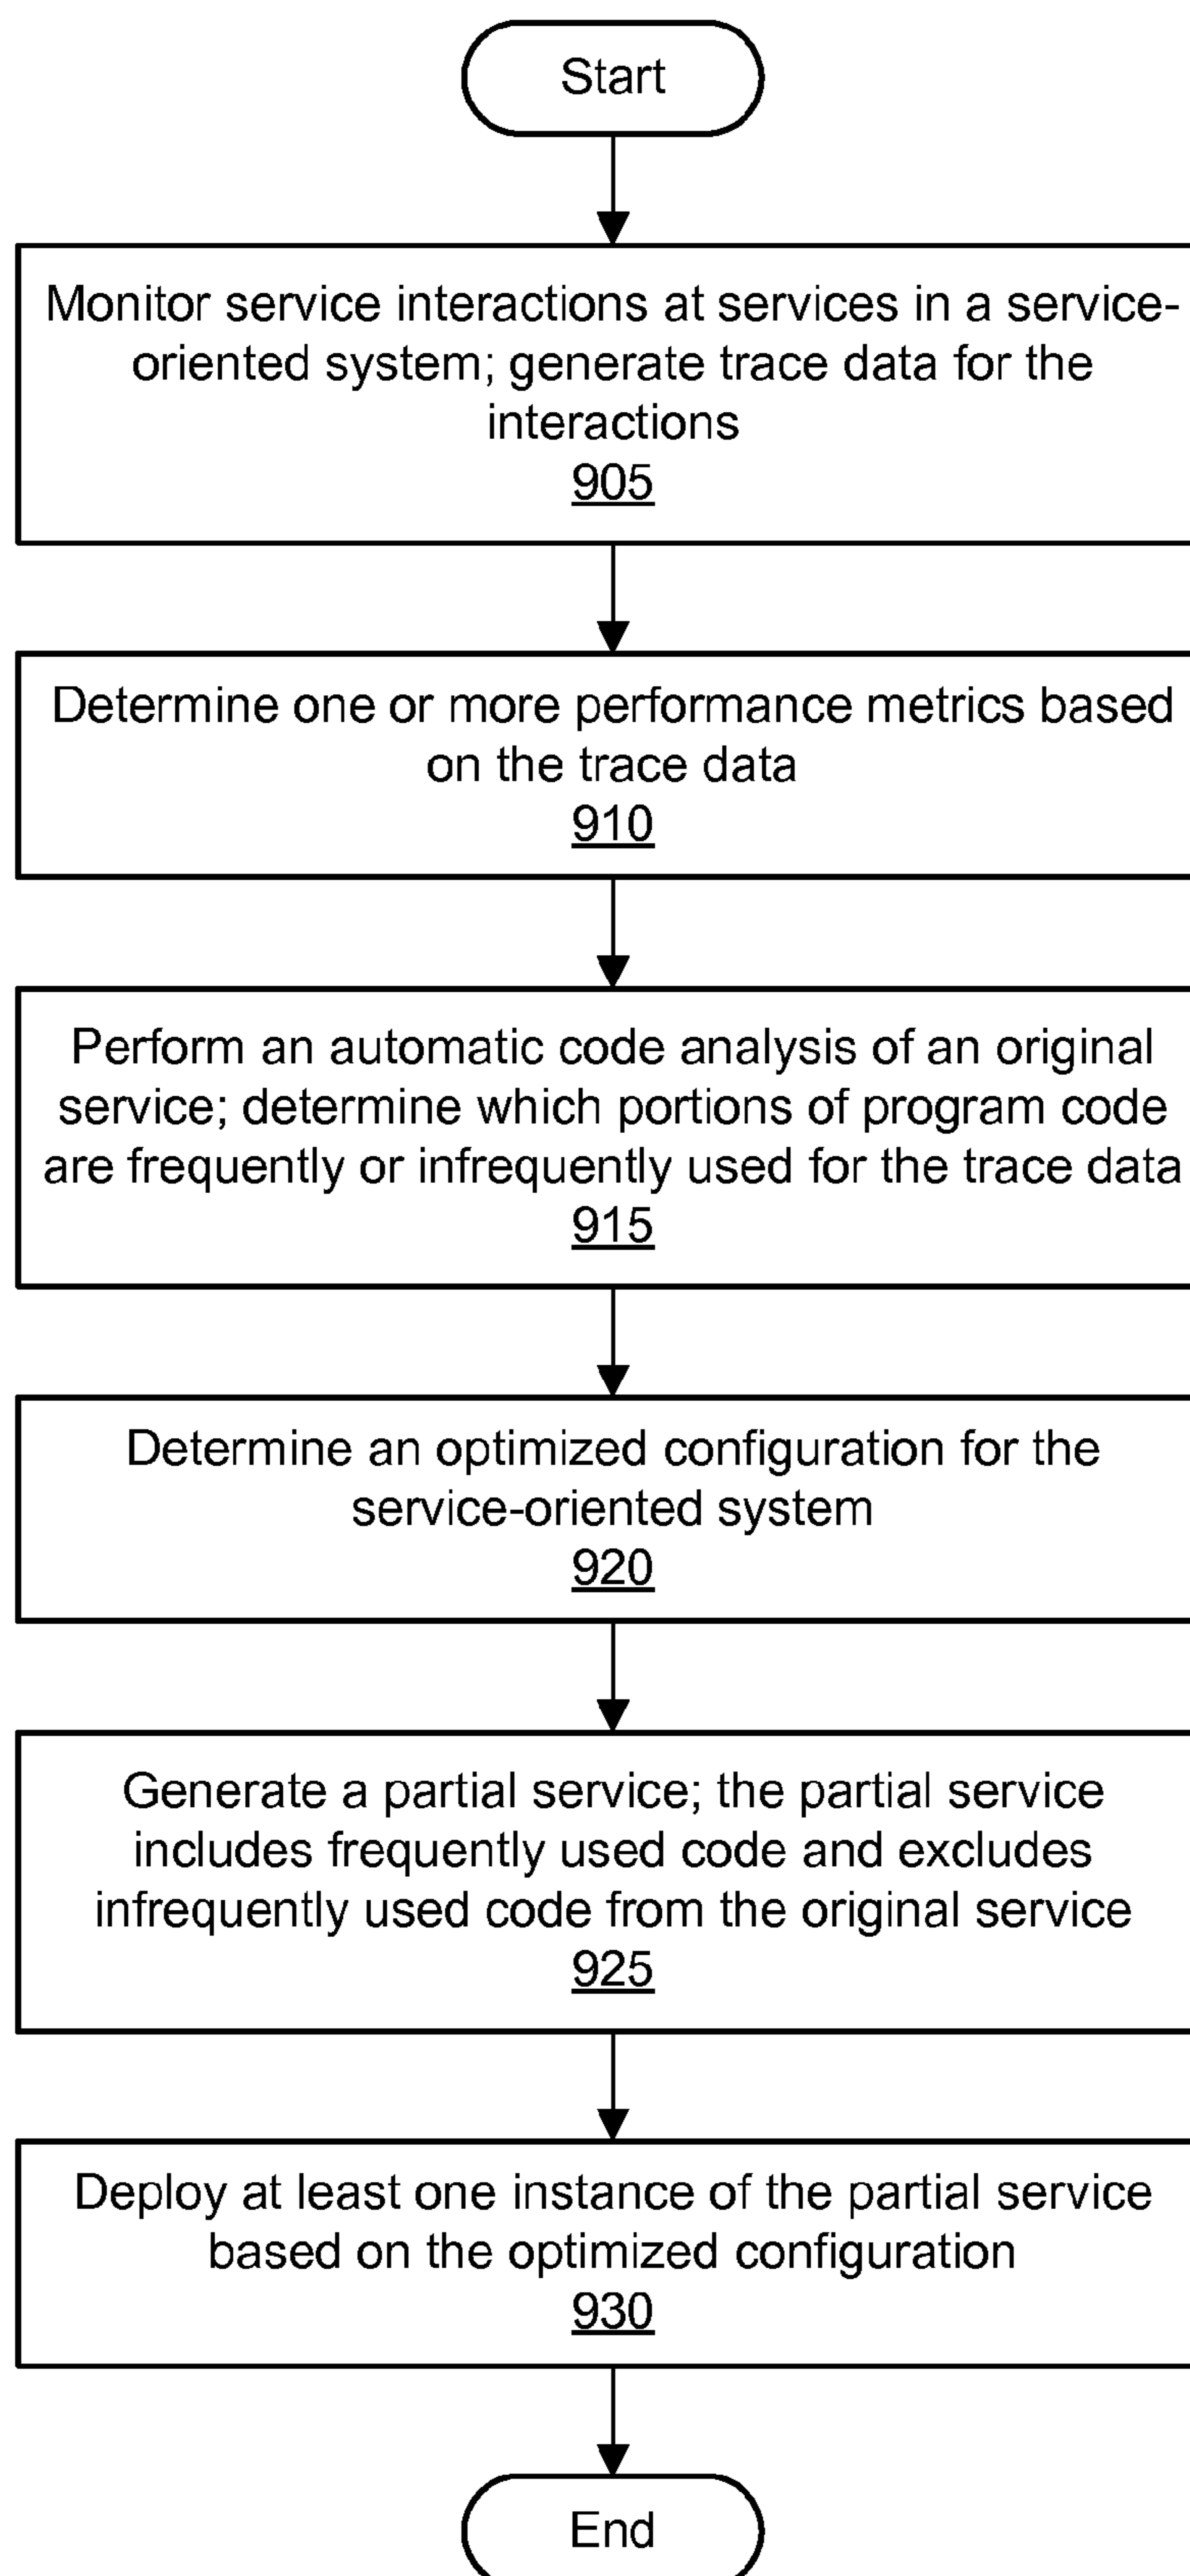 Start
Monitor service interactions at services in a service-
oriented system; generate trace data for the
interactions
905
Determine one or more performance metrics based
on the trace data
910
Perform an automatic code analysis of an original
service; determine which portions of program code
are frequently or infrequently used for the trace data
915
Determine an optimized configuration for the
service-oriented system
920
Generate a partial service; the partial service
includes frequently used code and excludes
infrequently used code from the original service
925
Deploy at least one instance of the partial service
based on the optimized configuration
930
End